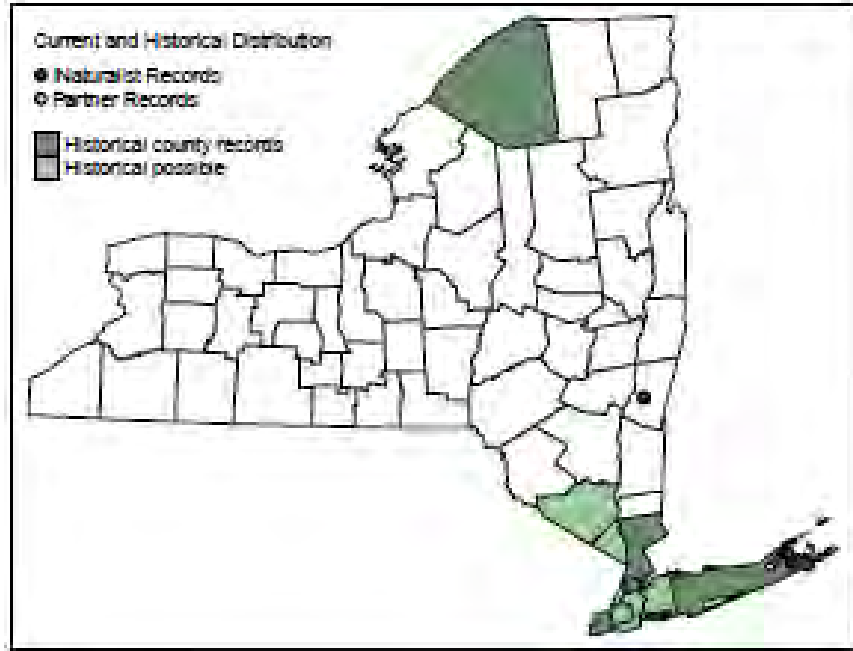 Current and Historical Distribution
Naturalist Records
Partner Records
Historical county records
Historical possible